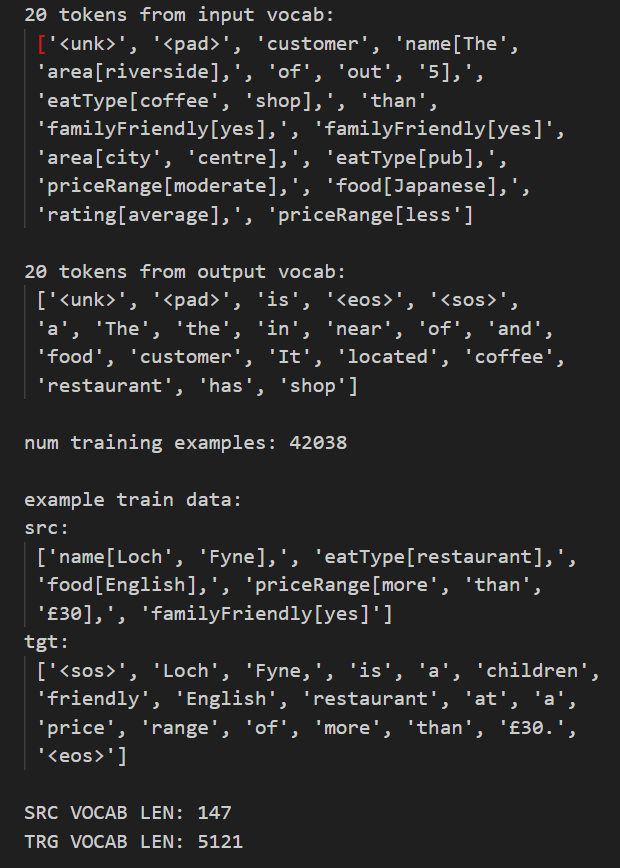 20 tokens from input vocab:
['<unk>', '<pad>', 'customer', 'name[The',
'area[riverside],', 'of', 'out', '5],',
'eatType[coffee', 'shop],', 'than',
'familyFriendly[yes],', 'familyFriendly[yes]',
'area[city', 'centre],', 'eatType[pub],',
'priceRange[moderate],', 'food[Japanese],',
'rating[average],', 'priceRange[less']
20 tokens from output vocab:
['<unk>', '<pad>', 'is', '<eos>', '<sos>',
'a', 'The', 'the', 'in', 'near', 'of', 'and',
'food', 'customer', 'It', 'located', 'coffee',
'restaurant', 'has', 'shop']
num training examples: 42038
example train data:
src:
['name[Loch', 'Fyne],', 'eatType[restaurant],',
'food[English],', 'priceRange[more', 'than',
'£30],', 'familyFriendly[yes]']
tgt:
['<sos>', 'Loch', 'Fyne,', 'is', 'a', 'children',
'friendly', 'English', 'restaurant', 'at', 'a',
'price', 'range', 'of', 'more', 'than', '£30.',
'<eos>']
SRC VOCAB LEN: 147
TRG VOCAB LEN: 5121